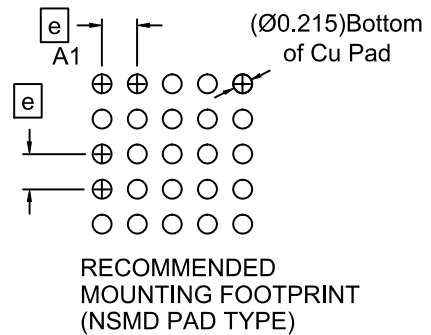 e
(Ø0.215)Bottom
of Cu Pad
A1
e
RECOMMENDED
MOUNTING FOOTPRINT
(NSMD PAD TYPE)